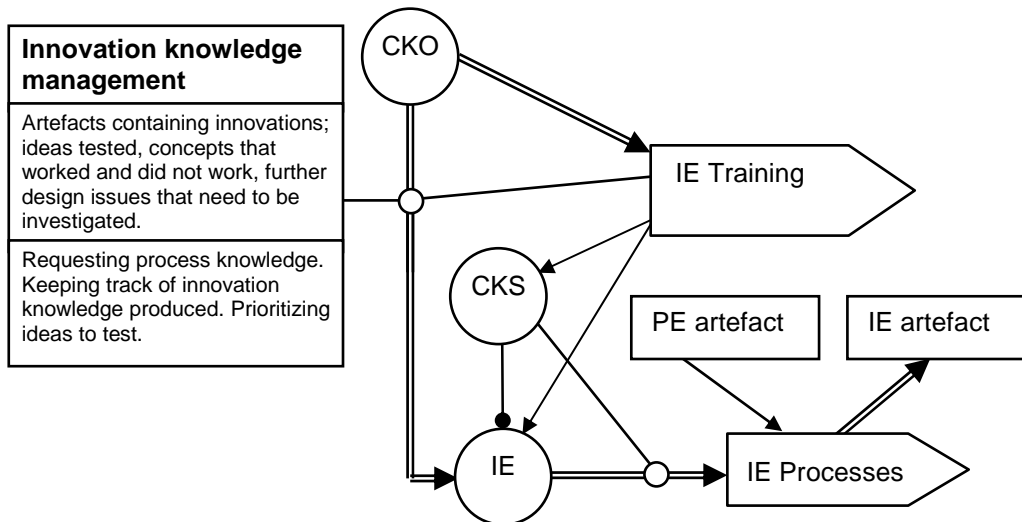 Innovation knowledge
management
Artefacts containing innovations;
ideas tested, concepts that
worked and did not work, further
design issues that need to be
investigated.
Requesting process knowledge.
Keeping track of innovation
knowledge produced. Prioritizing
ideas to test.
CKO
IE Training
CKS
PE artefact
IE artefact
IE
IE Processes